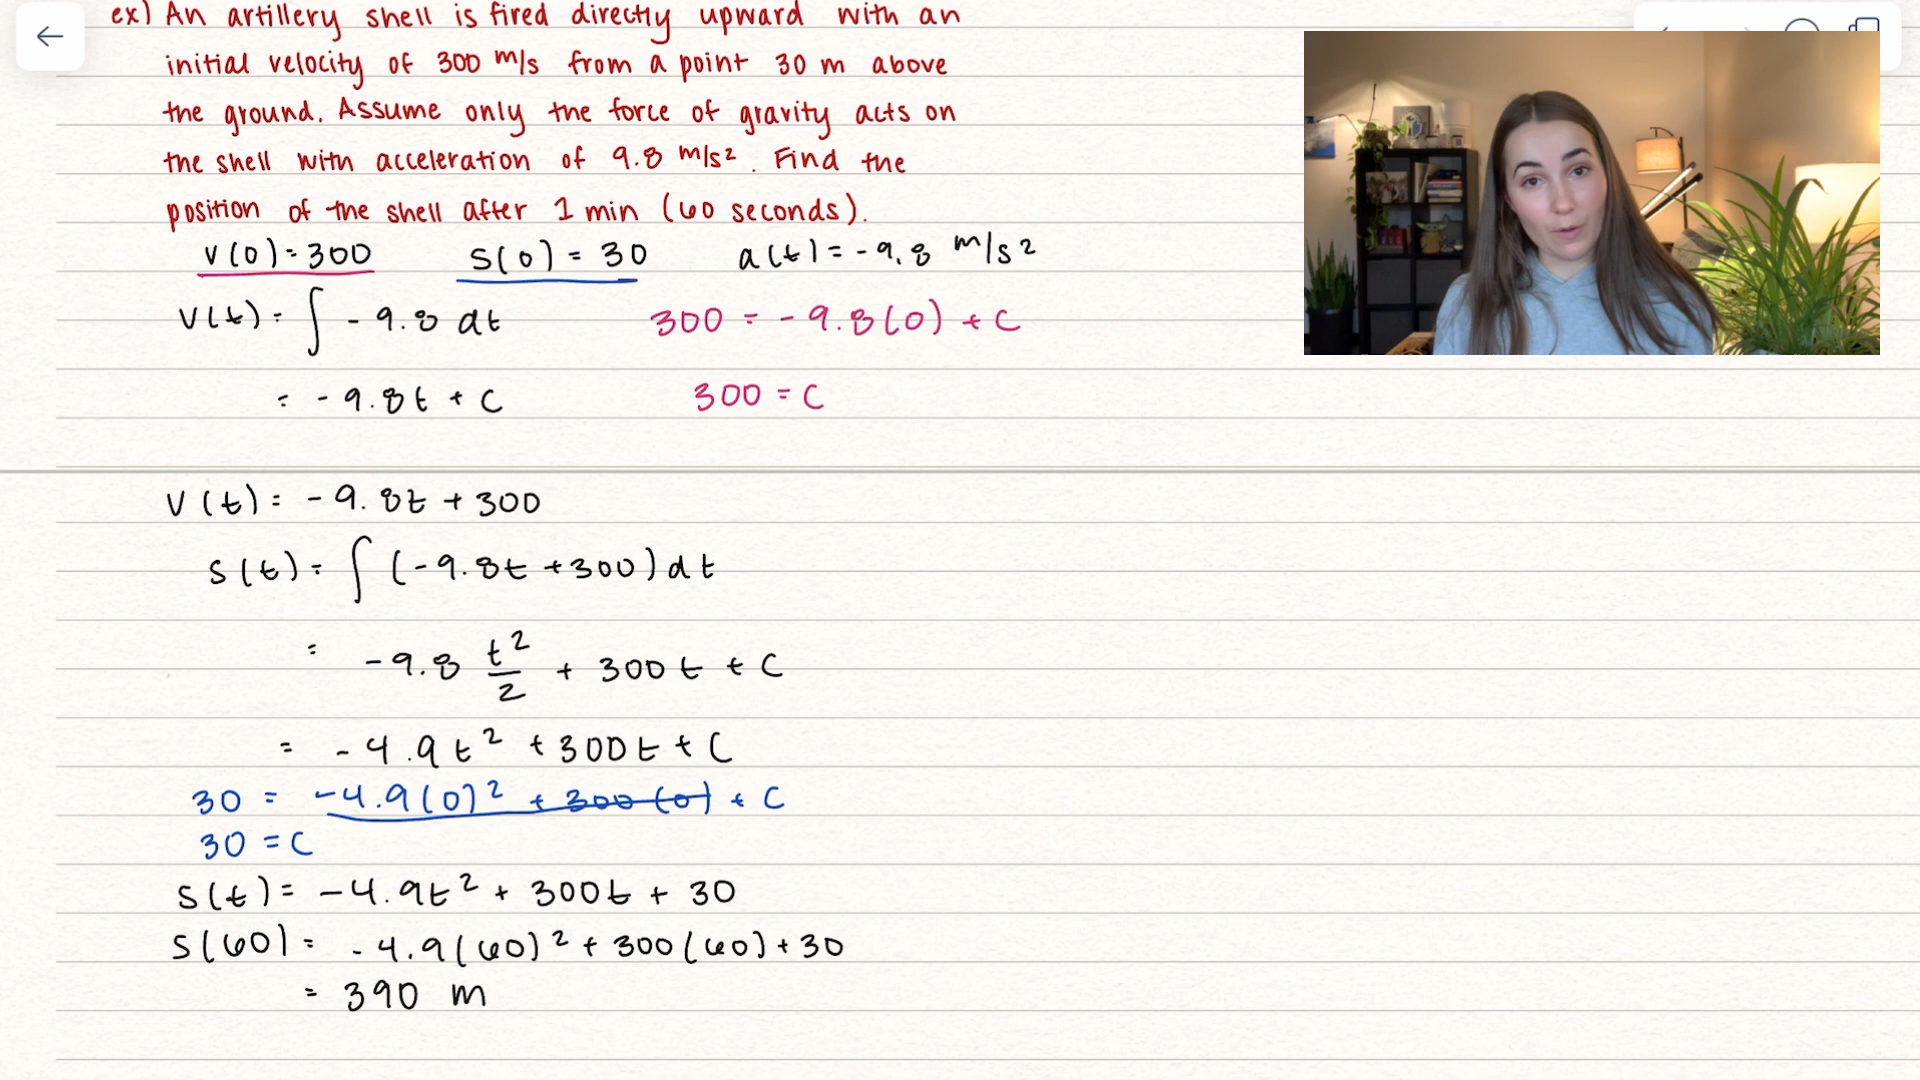 ex) An artillery shell is fired directly upward with an
initial velocity of 300 m/s from a point 30 m above
the ground. Assume only the force of gravity acts on
the shell with acceleration of 9.8 m/s². Find the
position of the shell after 1 min (60 seconds).
v(0) = 300 s(0) = 30 a(t) = -9.8 m/s²
v(t) = ∫ -9.8 dt 300 = -9.8(0) + C
= -9.8t + C 300 = C
v(t) = -9.8t + 300
s(t) = ∫ (-9.8t + 300) dt
= -9.8 t²/2 + 300t + C
= -4.9t² + 300t + C
30 = -4.9(0)² + 300(0) + C
30 = C
s(t) = -4.9t² + 300t + 30
s(60) = -4.9(60)² + 300(60) + 30
= 390 m